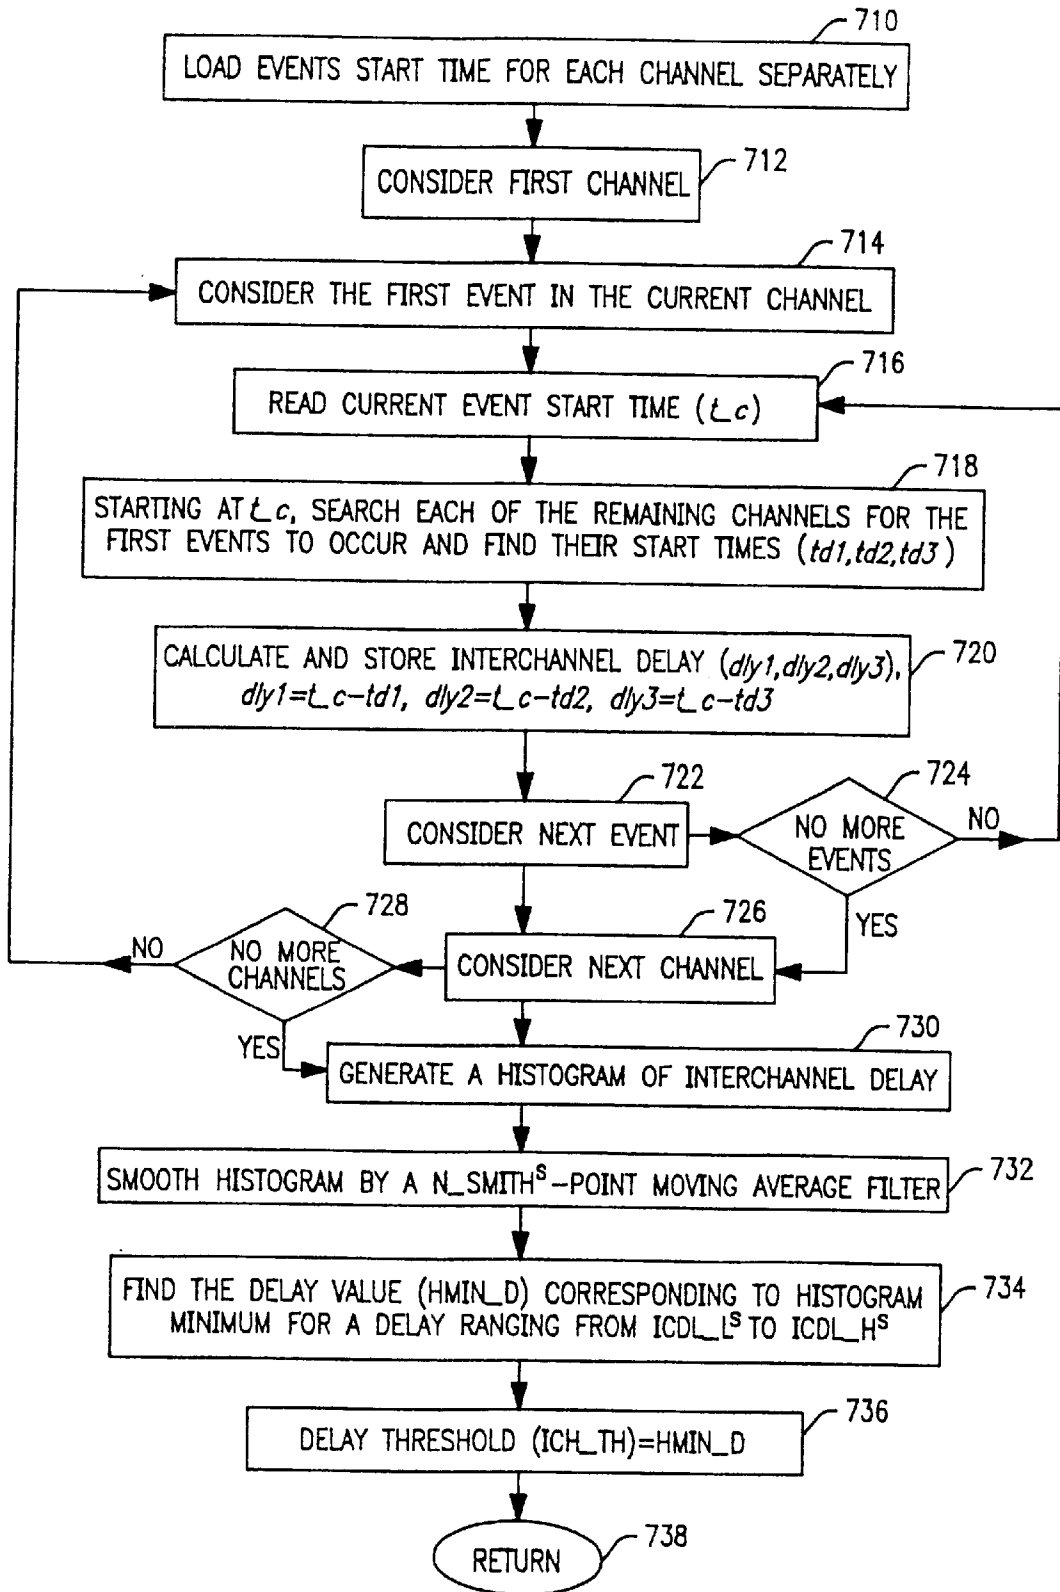 710
LOAD EVENTS START TIME FOR EACH CHANNEL SEPARATELY
712
CONSIDER FIRST CHANNEL
714
CONSIDER THE FIRST EVENT IN THE CURRENT CHANNEL
716
READ CURRENT EVENT START TIME (t_c)
718
STARTING AT t_c, SEARCH EACH OF THE REMAINING CHANNELS FOR THE
FIRST EVENTS TO OCCUR AND FIND THEIR START TIMES (td1,td2,td3)
720
CALCULATE AND STORE INTERCHANNEL DELAY (dly1,dly2,dly3),
dly1=t_c-td1, dly2=t_c-td2, dly3=t_c-td3
722
CONSIDER NEXT EVENT
724
NO MORE
EVENTS
NO
YES
726
CONSIDER NEXT CHANNEL
728
NO MORE
CHANNELS
NO
YES
730
GENERATE A HISTOGRAM OF INTERCHANNEL DELAY
732
SMOOTH HISTOGRAM BY A N_SMITHˢ-POINT MOVING AVERAGE FILTER
734
FIND THE DELAY VALUE (HMIN_D) CORRESPONDING TO HISTOGRAM
MINIMUM FOR A DELAY RANGING FROM ICDL_Lˢ TO ICDL_Hˢ
736
DELAY THRESHOLD (ICH_TH)=HMIN_D
738
RETURN